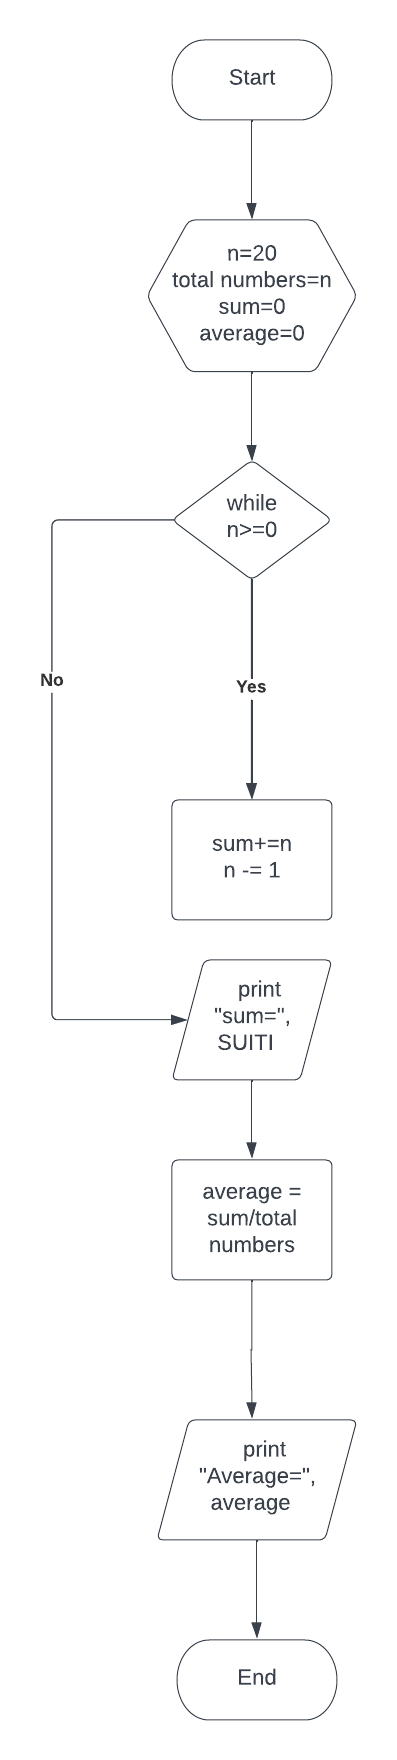 Start
n=20
total numbers=n
sum=0
average=0
while
n>=0
No
Yes
sum+=n
n -= 1
print
"sum=",
SUITI
average =
sum/total
numbers
print
"Average=",
average
End